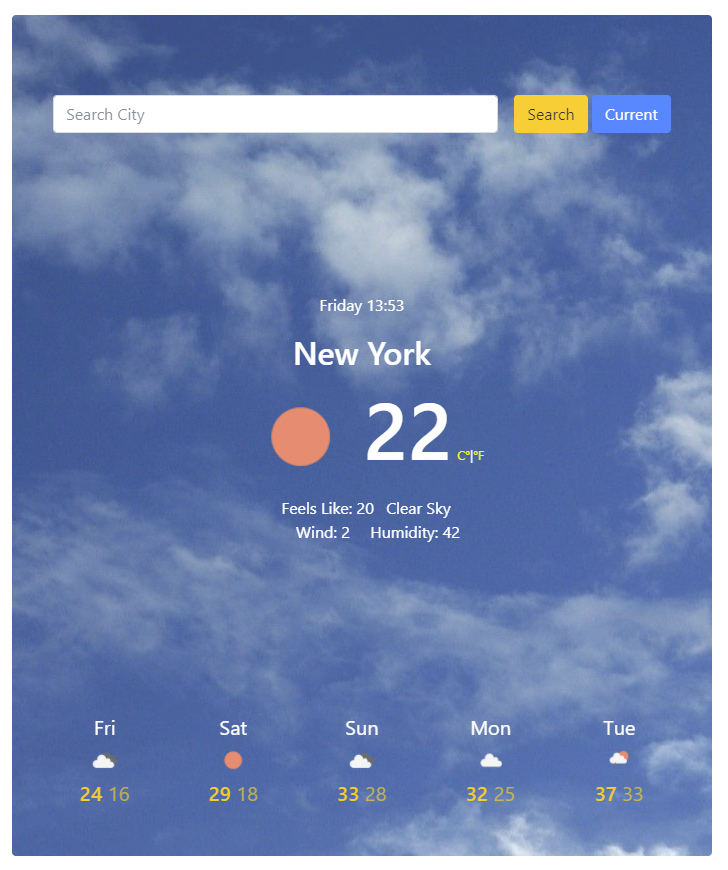 Search City Search Current
Friday 13:53
New York
22 C°|°F
Feels Like: 20 Clear Sky
Wind: 2 Humidity: 42
Fri Sat Sun Mon Tue
24 16 29 18 33 28 32 25 37 33